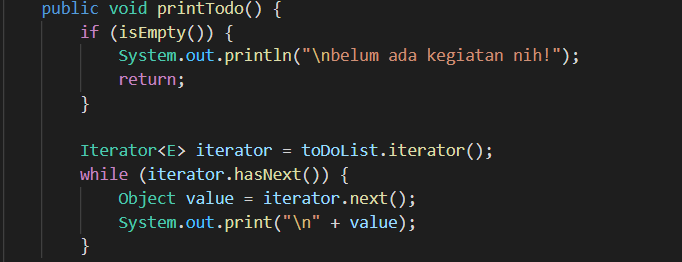 public void printTodo() {
if (isEmpty()) {
System.out.println("\nbelum ada kegiatan nih!");
return;
}
Iterator<E> iterator = toDoList.iterator();
while (iterator.hasNext()) {
Object value = iterator.next();
System.out.print("\n" + value);
}